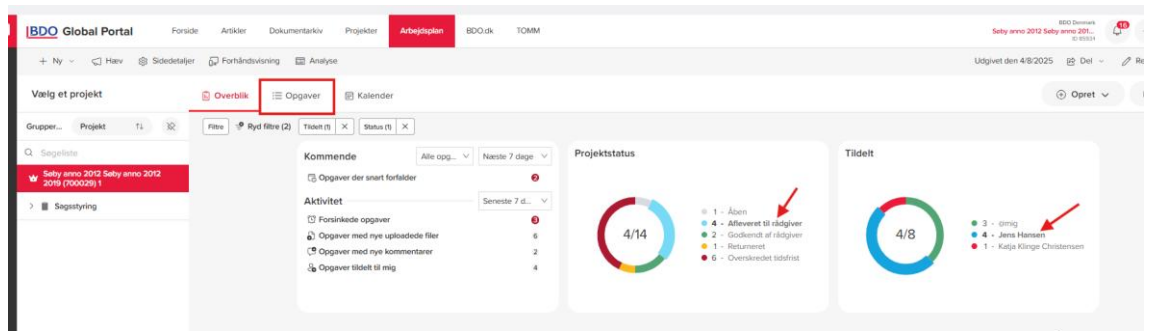 BDO Global Portal
Forside Artikler Dokumentarkiv Projekter Arbejdsplan BDO.dk TOMM
BDO Denmark
Søby anno 2012 Søby anno 201...
16
+ Ny Hæv Sidedetaljer Forhåndsvisning Analyse
Udgivet den 4/8/2025 Del Re
Vælg et projekt
Overblik Opgaver Kalender
Opret
Grupper... Projekt
Filtre Ryd filtre (2) Tildelt (1) X Status (1) X
Søgeliste
Søby anno 2012 Søby anno 2012
2019 (700029) 1
> Sagsstyring
Kommende Alle opg... Næste 7 dage
Opgaver der snart forfalder 2
Aktivitet Seneste 7 d...
Forsinkede opgaver 6
Opgaver med nye uploadede filer 6
Opgaver med nye kommentarer 2
Opgaver tildelt til mig 4
Projektstatus
4/14
1 - Åben
4 - Afleveret til rådgiver
2 - Godkendt af rådgiver
1 - Returneret
6 - Overskredet tidsfrist
Tildelt
4/8
3 - @mig
4 - Jens Hansen
1 - Katja Klinge Christensen